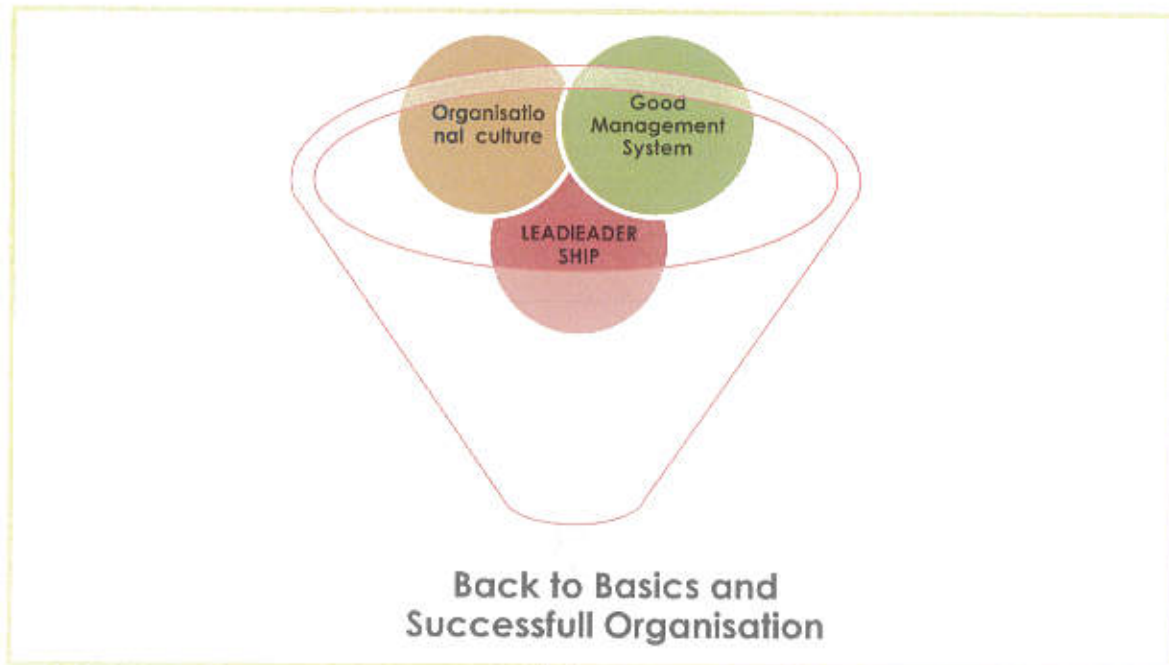 Organisatio
nal culture
Good
Management
System
LEADIEADER
SHIP
Back to Basics and
Successfull Organisation